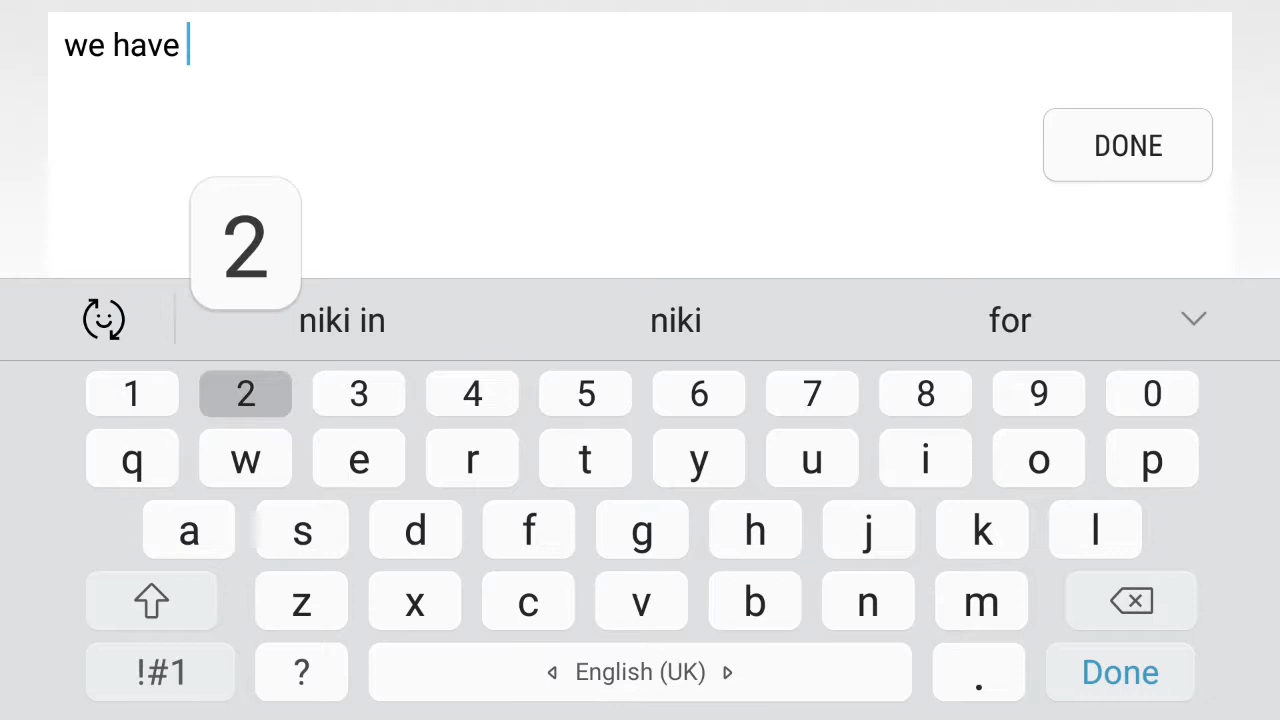 we have
DONE
2
niki in niki for
1 2 3 4 5 6 7 8 9 0
q w e r t y u i o p
a s d f g h j k l
z x c v b n m
!#1 ? English (UK) . Done